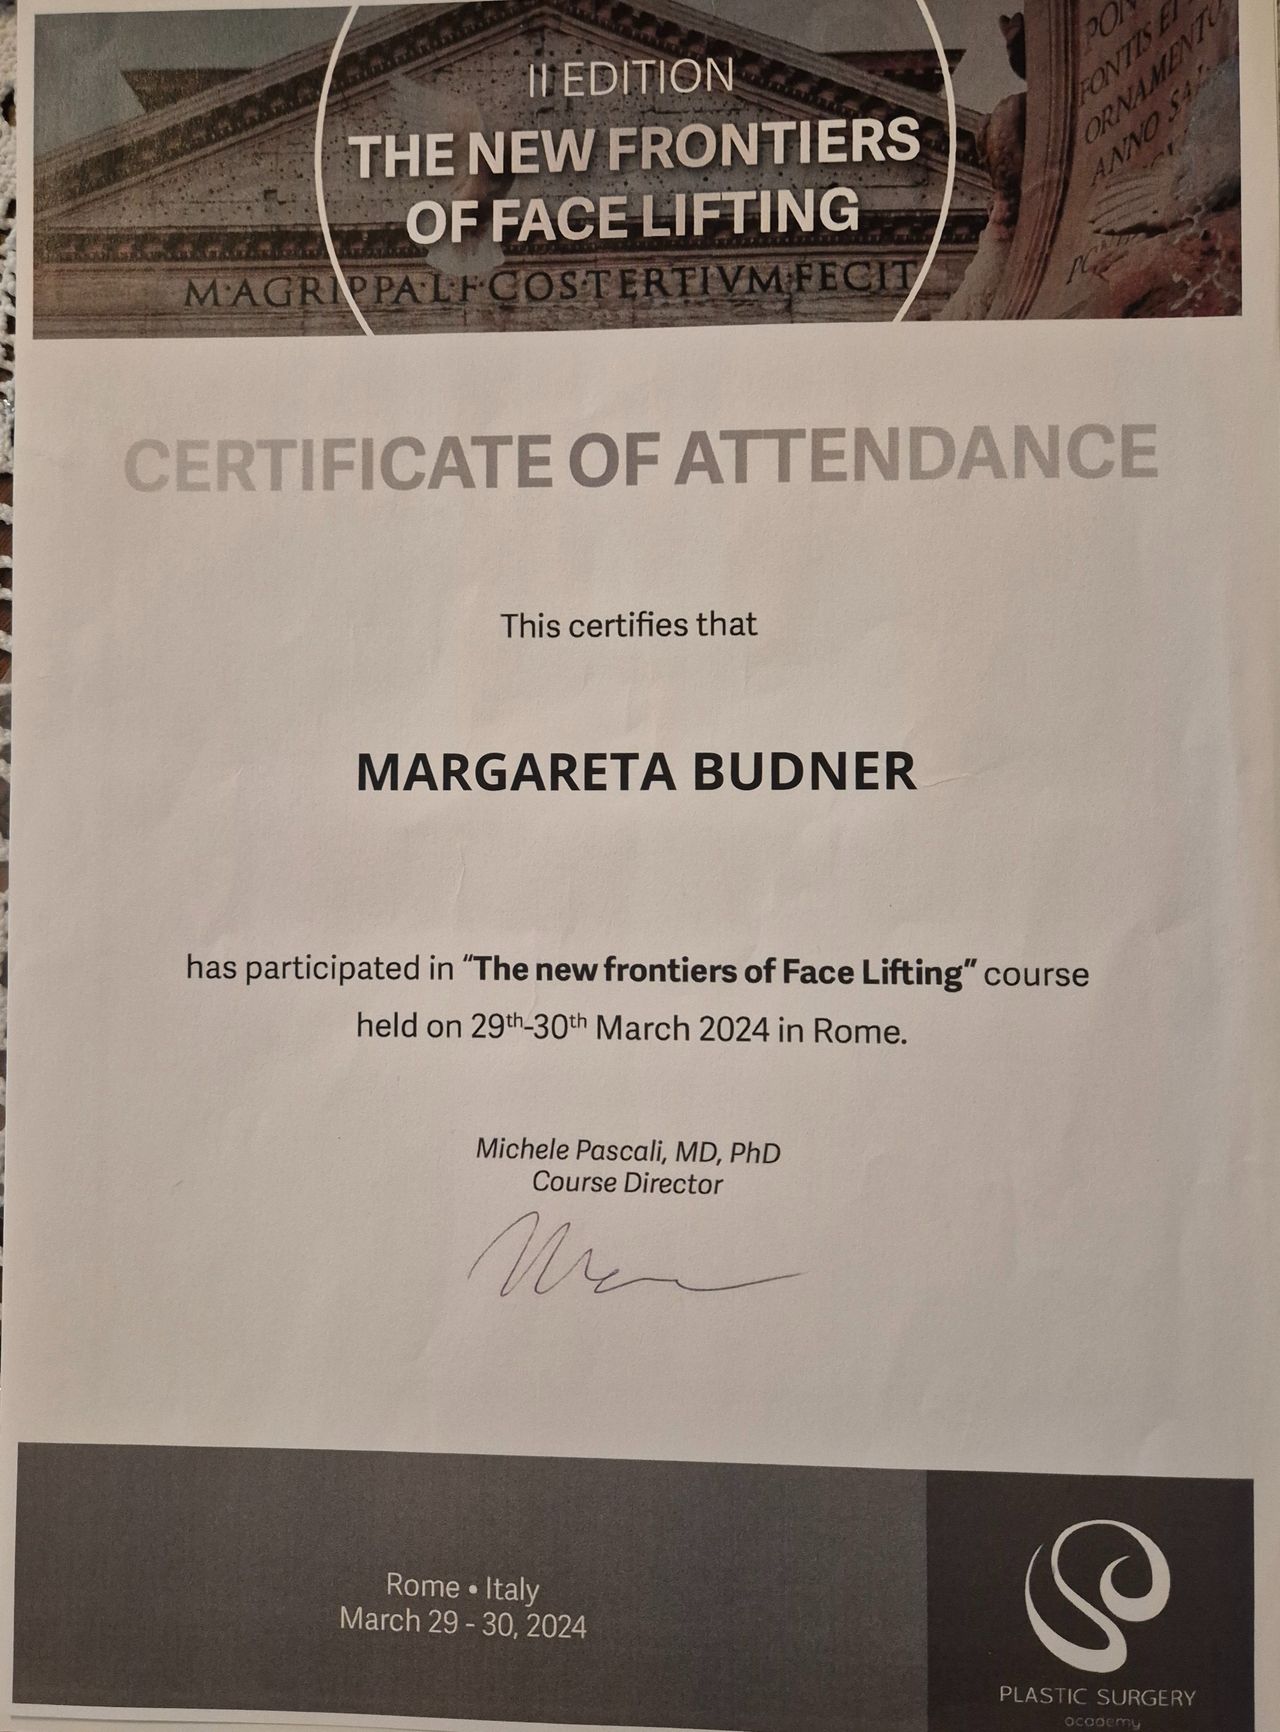 II EDITION
THE NEW FRONTIERS
OF FACE LIFTING
M·AGRIPPA·L·F·COS·TERTIVM·FECIT
PON
FONTIS ET
ORNAMENTO
ANNO SAL
CERTIFICATE OF ATTENDANCE
This certifies that
MARGARETA BUDNER
has participated in “The new frontiers of Face Lifting” course
held on 29th-30th March 2024 in Rome.
Michele Pascali, MD, PhD
Course Director
Rome • Italy
March 29 - 30, 2024
PLASTIC SURGERY
academy